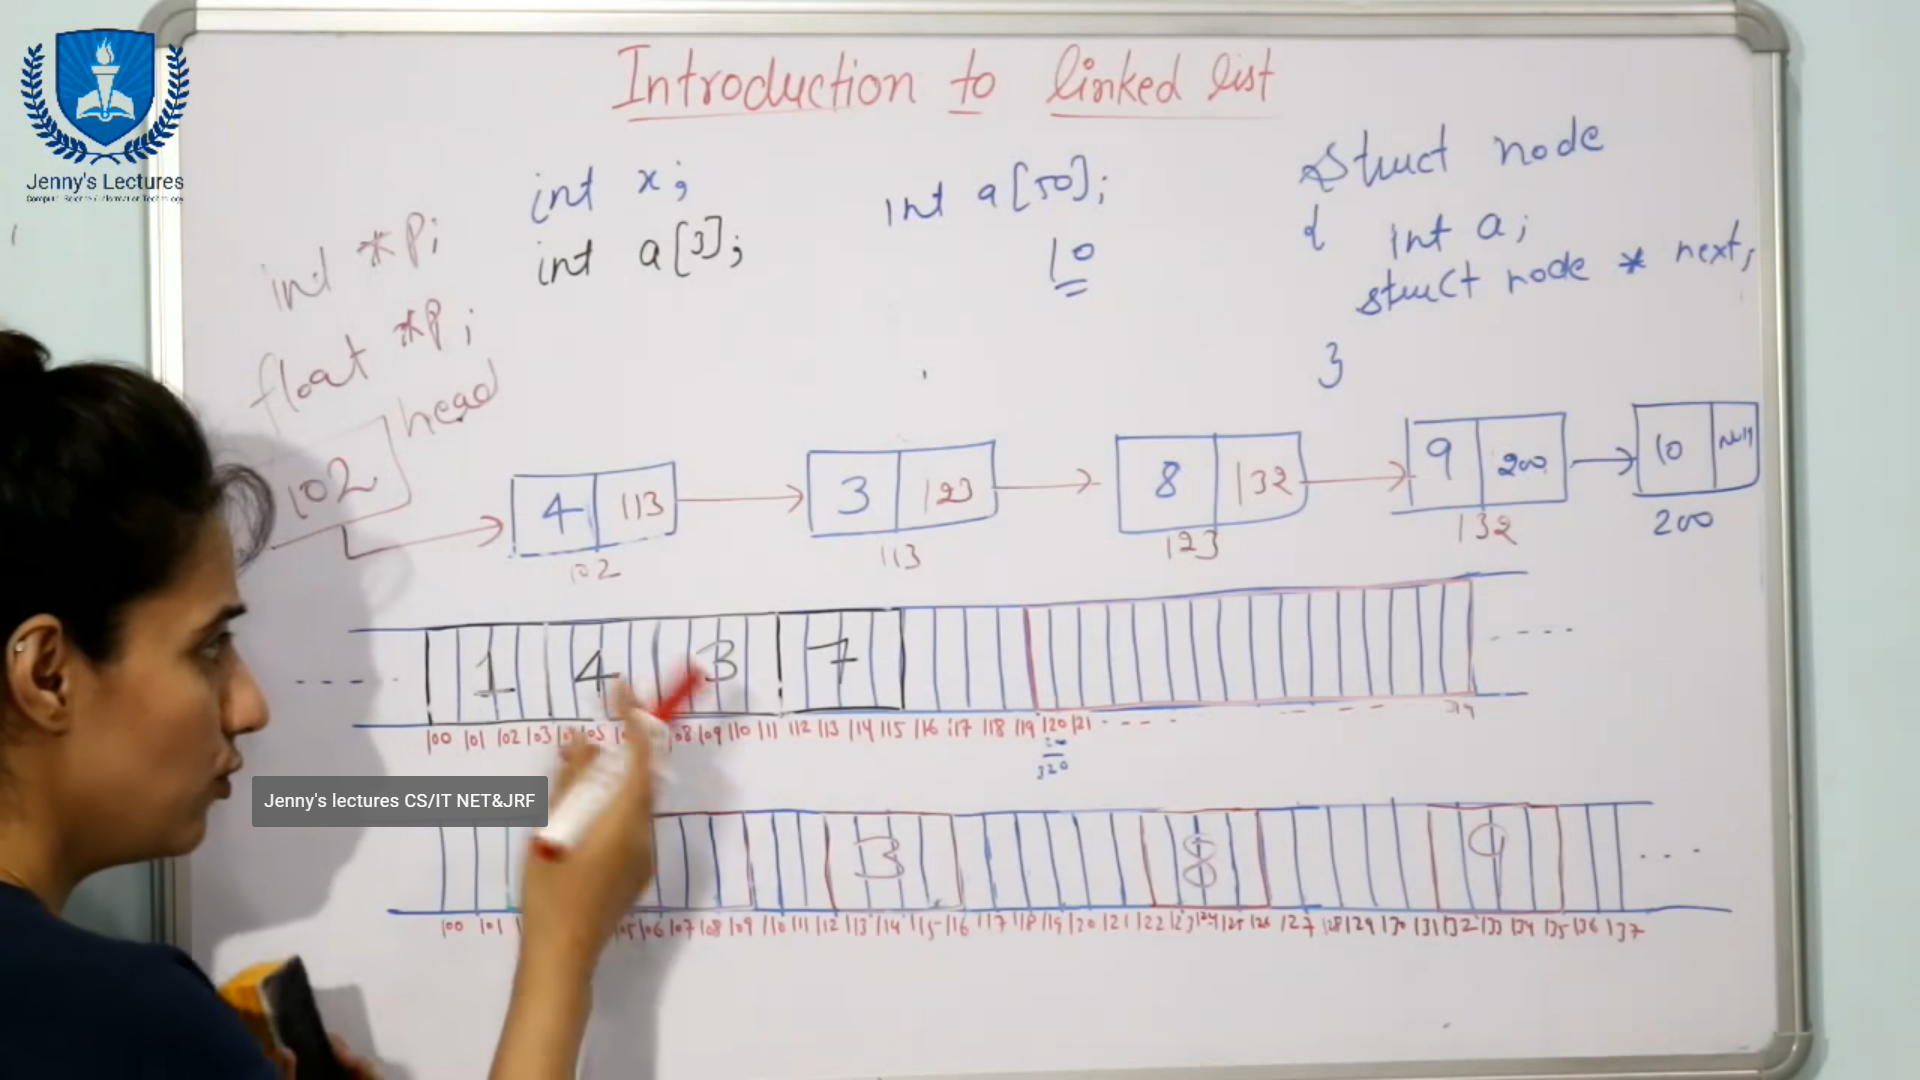 Jenny's Lectures
Introduction to linked list
int x;
int a[3];
int a[50];
10
int *p;
float *p;
head
struct node
{
int a;
struct node * next;
}
102
4 113
3 123
8 132
9 200
10 Null
102
113
123
132
200
1 4 3 7
100 101 102 103 105 109 110 111 112 113 114 115 116 117 118 119 120 121
320
Jenny's lectures CS/IT NET&JRF
3 8 9
100 101 105 106 107 108 109 110 111 112 113 114 115 116 117 118 119 120 121 122 123 124 125 126 127 128 129 130 131 132 133 134 135 136 137